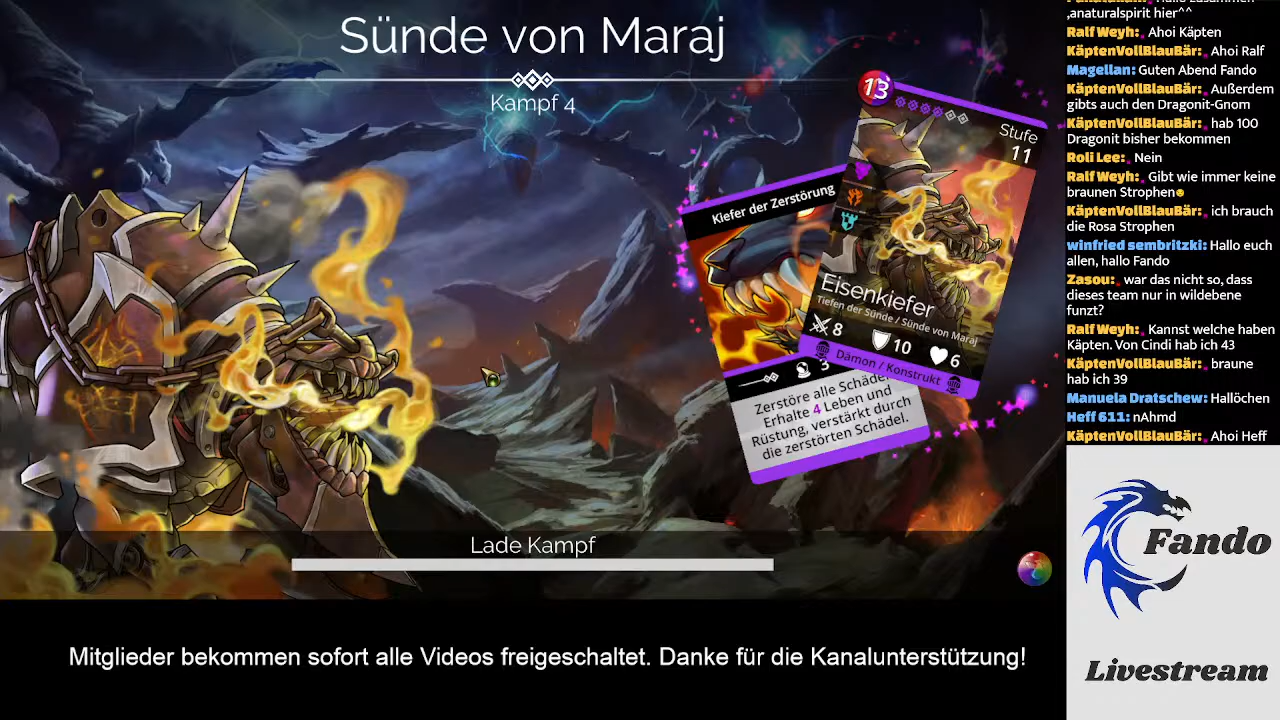 Sünde von Maraj
Kampf 4
13
Stufe
11
Kiefer der Zerstörung
Eisenkiefer
Tiefen der Sünde / Sünde von Maraj
8
10
6
Dämon / Konstrukt
3
Zerstöre alle Schädel.
Erhalte 4 Leben und
Rüstung, verstärkt durch
die zerstörten Schädel.
Lade Kampf
Mitglieder bekommen sofort alle Videos freigeschaltet. Danke für die Kanalunterstützung!
,anaturalspirit hier^^
Ralf Weyh: Ahoi Käpten
KäptenVollBlauBär: Ahoi Ralf
Magellan: Guten Abend Fando
KäptenVollBlauBär: Außerdem
gibts auch den Dragonit-Gnom
KäptenVollBlauBär: hab 100
Dragonit bisher bekommen
Roli Lee: Nein
Ralf Weyh: Gibt wie immer keine
braunen Strophen
KäptenVollBlauBär: ich brauch
die Rosa Strophen
winfried sembritzki: Hallo euch
allen, hallo Fando
Zasou: war das nicht so, dass
dieses team nur in wildebene
funzt?
Ralf Weyh: Kannst welche haben
Käpten. Von Cindi hab ich 43
KäptenVollBlauBär: braune
hab ich 39
Manuela Dratschew: Hallöchen
Heff 611: nAhmd
KäptenVollBlauBär: Ahoi Heff
Fando
Livestream